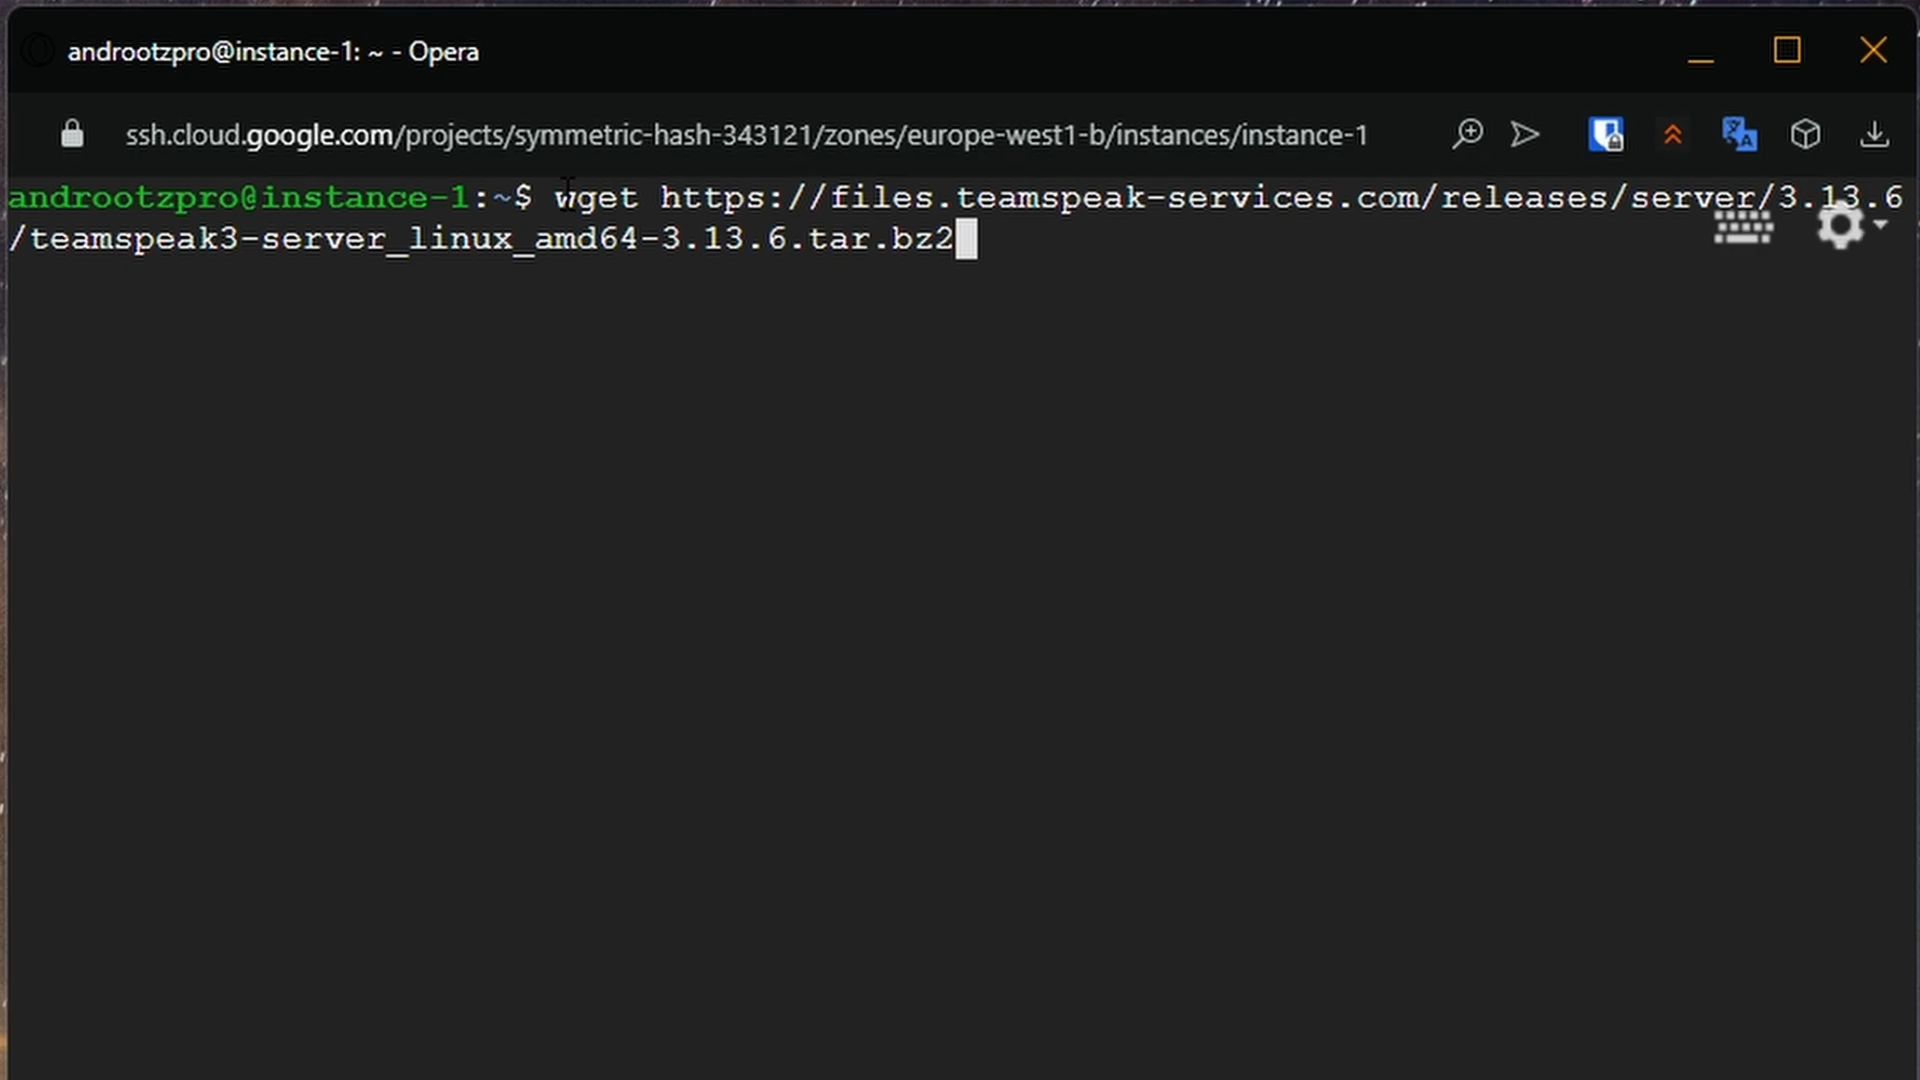 androotzpro@instance-1: ~ - Opera
ssh.cloud.google.com/projects/symmetric-hash-343121/zones/europe-west1-b/instances/instance-1
androotzpro@instance-1:~$ wget https://files.teamspeak-services.com/releases/server/3.13.6
/teamspeak3-server_linux_amd64-3.13.6.tar.bz2